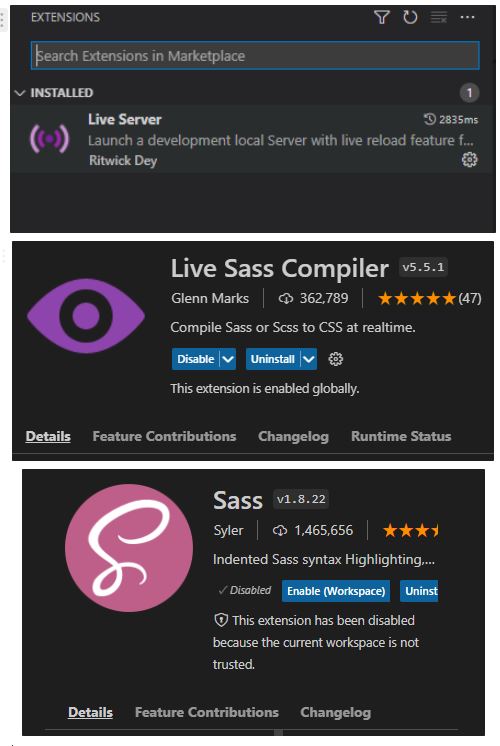 EXTENSIONS
Search Extensions in Marketplace
INSTALLED 1
Live Server 2835ms
Launch a development local Server with live reload feature f...
Ritwick Dey
Live Sass Compiler v5.5.1
Glenn Marks 362,789 (47)
Compile Sass or Scss to CSS at realtime.
Disable Uninstall
This extension is enabled globally.
Details Feature Contributions Changelog Runtime Status
Sass v1.8.22
Syler 1,465,656
Indented Sass syntax Highlighting,...
Disabled Enable (Workspace) Uninst
This extension has been disabled
because the current workspace is not
trusted.
Details Feature Contributions Changelog